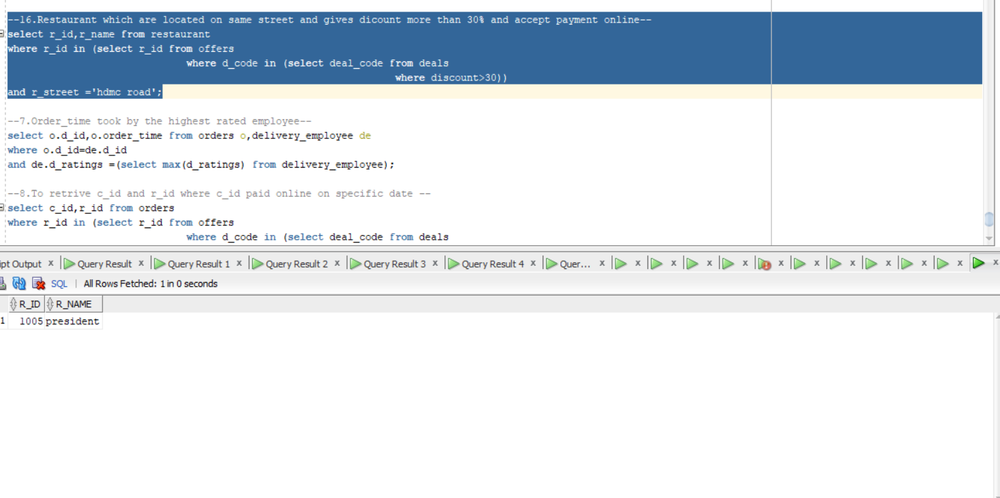 --16.Restaurant which are located on same street and gives dicount more than 30% and accept payment online--
select r_id,r_name from restaurant
where r_id in (select r_id from offers
where d_code in (select deal_code from deals
where discount>30))
and r_street ='hdmc road';
--7.Order_time took by the highest rated employee--
select o.d_id,o.order_time from orders o,delivery_employee de
where o.d_id=de.d_id
and de.d_ratings =(select max(d_ratings) from delivery_employee);
--8.To retrive c_id and r_id where c_id paid online on specific date --
select c_id,r_id from orders
where r_id in (select r_id from offers
where d_code in (select deal_code from deals
ipt Output x Query Result x Query Result 1 x Query Result 2 x Query Result 3 x Query Result 4 x Quer... x x x x x x x x x x x x
SQL | All Rows Fetched: 1 in 0 seconds
R_ID R_NAME
1 1005 president